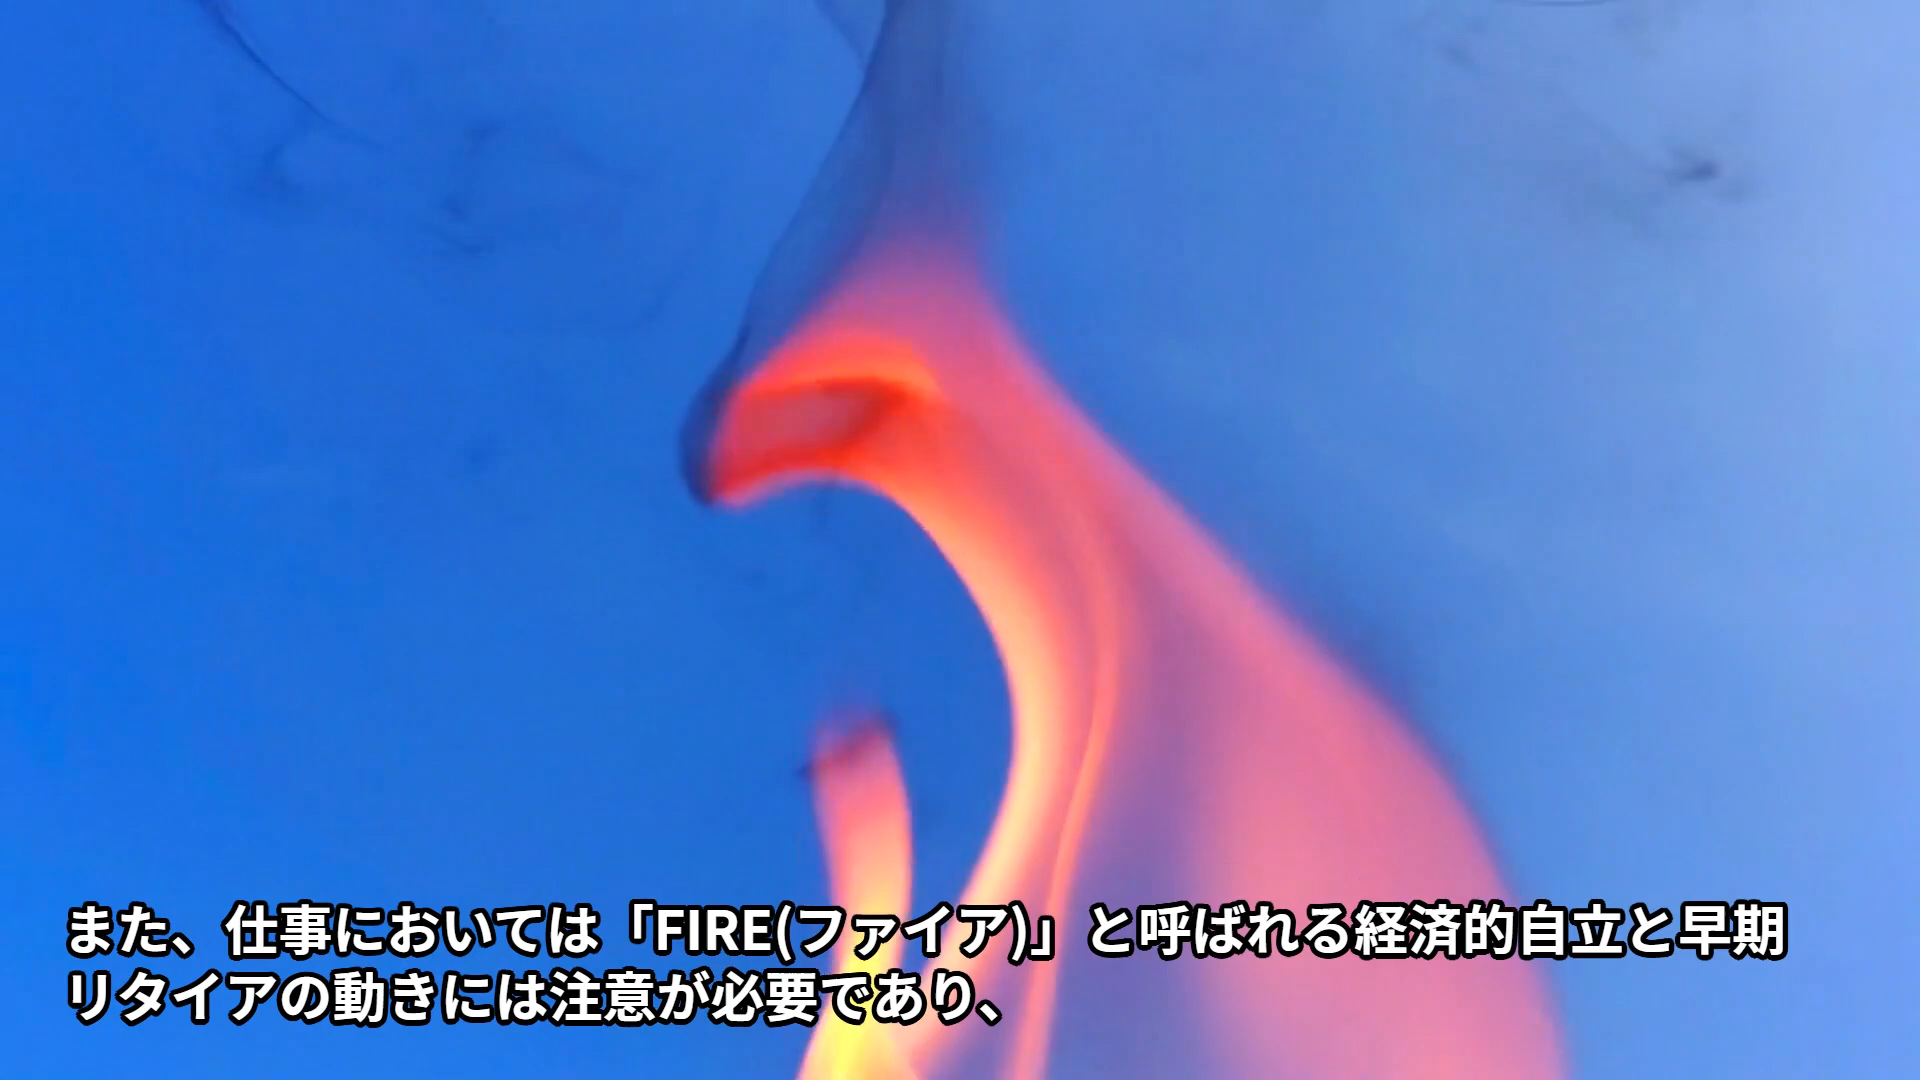 また、仕事においては「FIRE(ファイア)」と呼ばれる経済的自立と早期
リタイアの動きには注意が必要であり、